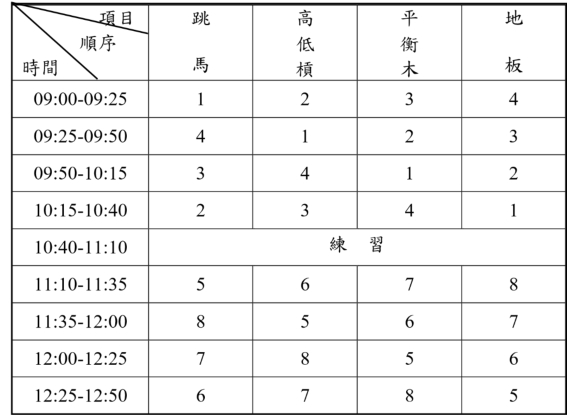 項目 跳馬 高低槓 平衡木 地板
順序
時間
09:00-09:25 1 2 3 4
09:25-09:50 4 1 2 3
09:50-10:15 3 4 1 2
10:15-10:40 2 3 4 1
10:40-11:10 練 習
11:10-11:35 5 6 7 8
11:35-12:00 8 5 6 7
12:00-12:25 7 8 5 6
12:25-12:50 6 7 8 5